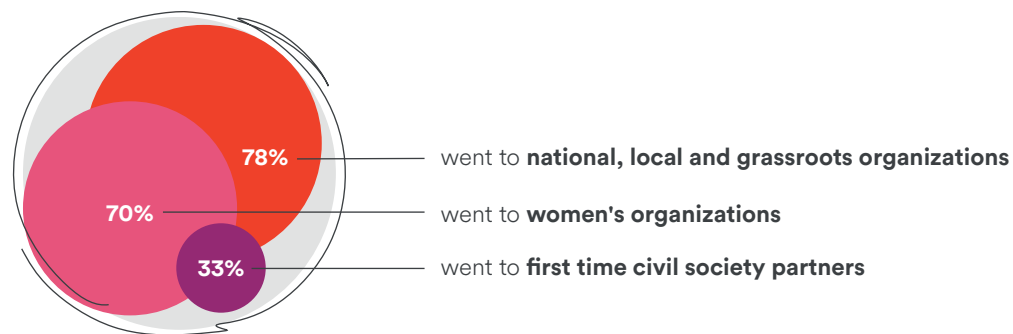 78% went to national, local and grassroots organizations
70% went to women's organizations
33% went to first time civil society partners